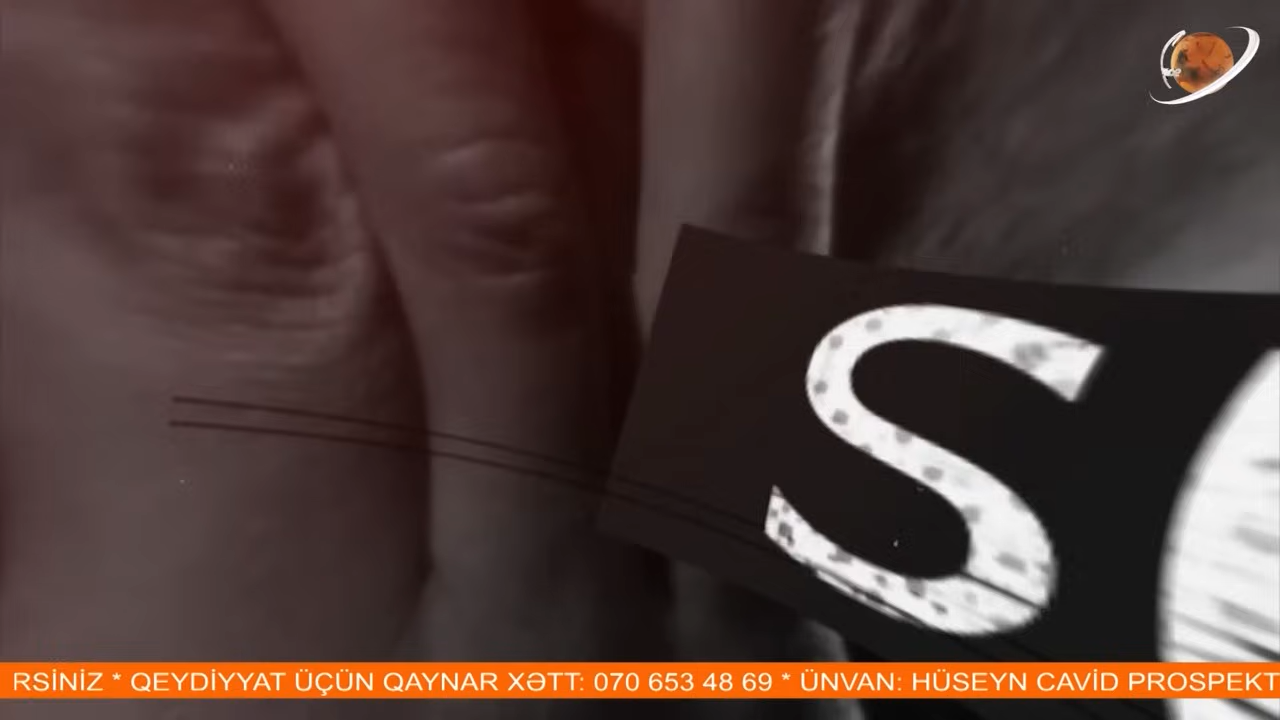 S
RSİNİZ * QEYDİYYAT ÜÇÜN QAYNAR XƏTT: 070 653 48 69 * ÜNVAN: HÜSEYN CAVİD PROSPEKT